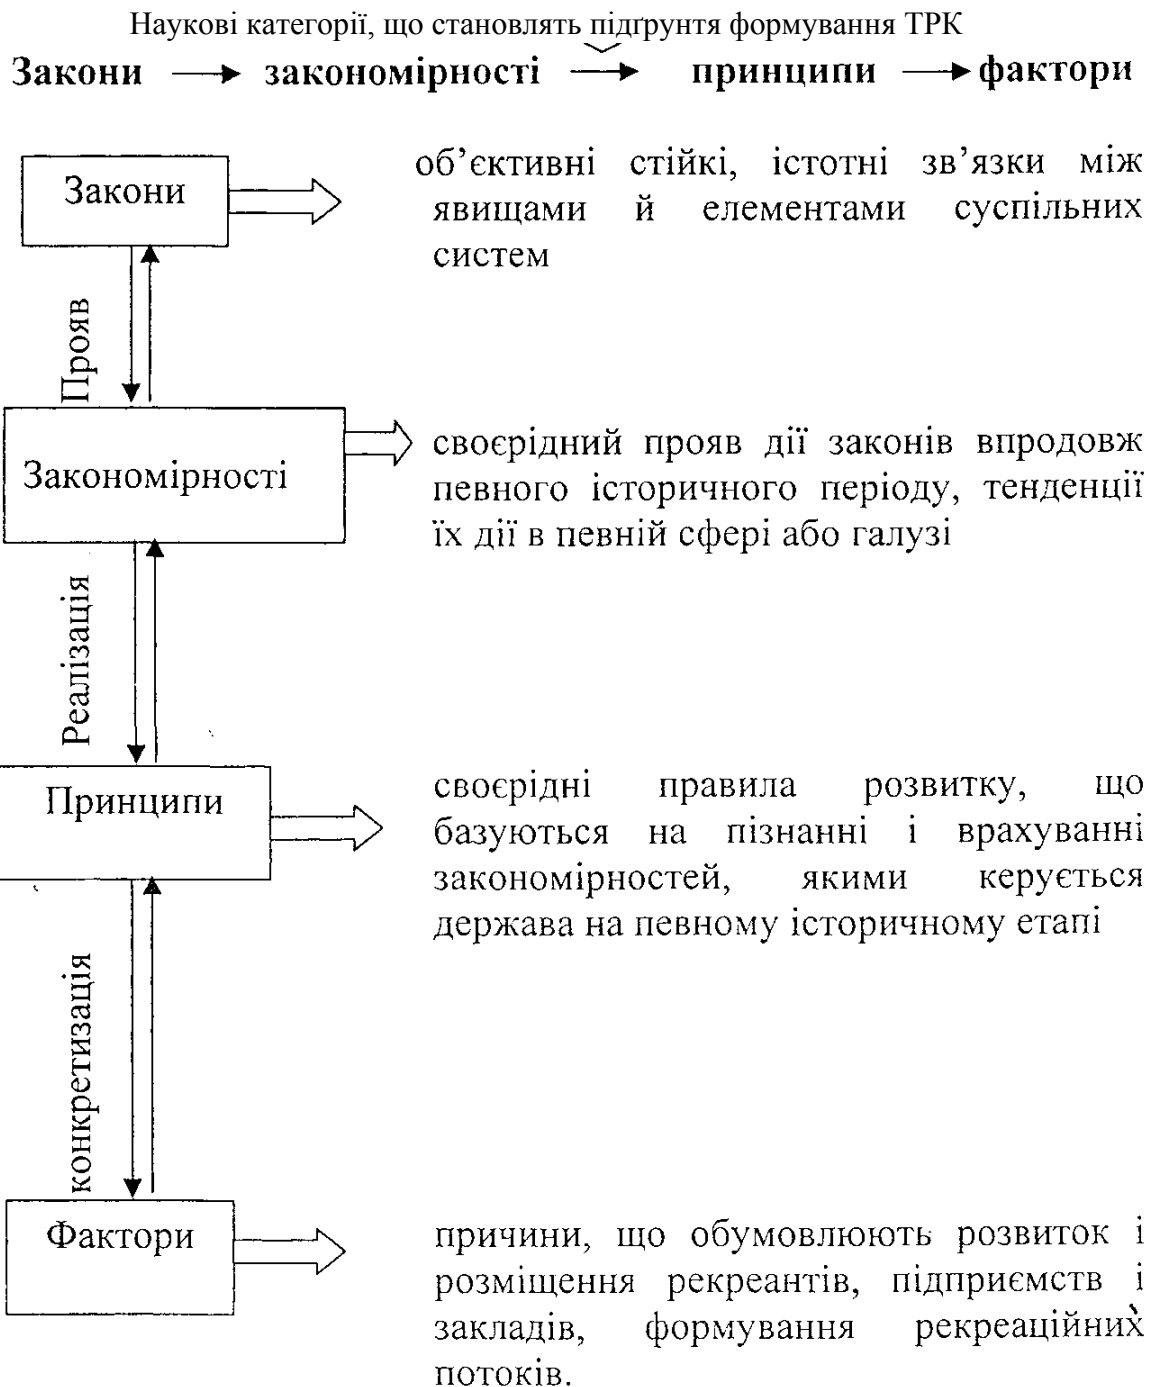 Наукові категорії, що становлять підґрунтя формування ТРК
Закони → закономірності → принципи → фактори
Закони
об’єктивні стійкі, істотні зв’язки між
явищами й елементами суспільних
систем
Прояв
Закономірності
своєрідний прояв дії законів впродовж
певного історичного періоду, тенденції
їх дії в певній сфері або галузі
Реалізація
Принципи
своєрідні правила розвитку, що
базуються на пізнанні і врахуванні
закономірностей, якими керується
держава на певному історичному етапі
конкретизація
Фактори
причини, що обумовлюють розвиток і
розміщення рекреантів, підприємств і
закладів, формування рекреаційних
потоків.